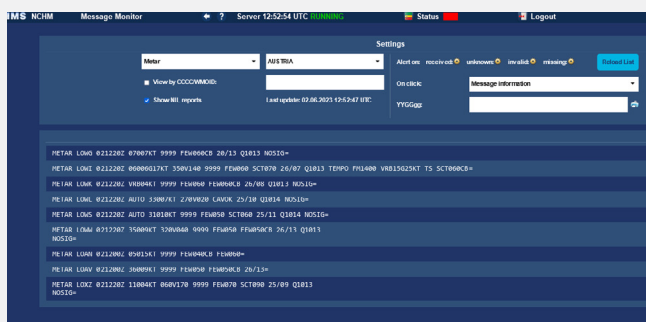 IMS NCHM Message Monitor ? Server 12:52:54 UTC RUNNING Status Logout
Settings
Metar AUSTRIA Alert on: received: unknown: invalid: missing: Reload List
View by CCCC/WMOID: On click: Message information
Show NIL reports Last update: 02.06.2023 12:52:47 UTC YYGGgg:
METAR LOWG 021220Z 07007KT 9999 FEW060CB 28/13 Q1013 NOSIG=
METAR LOWI 021220Z 06006G17KT 350V140 9999 FEW060 SCT070 26/07 Q1013 TEMPO FM1400 VRB15G25KT TS SCT060CB=
METAR LOWK 021220Z VRB04KT 9999 FEW060 FEW060CB 26/08 Q1013 NOSIG=
METAR LOWL 021220Z AUTO 33007KT 270V020 CAVOK 25/10 Q1014 NOSIG=
METAR LOWS 021220Z AUTO 31010KT 9999 FEW050 SCT060 25/11 Q1014 NOSIG=
METAR LOWW 021220Z 35009KT 320V040 9999 FEW050 FEW050CB 26/13 Q1013
NOSIG=
METAR LOAN 021200Z 05015KT 9999 FEW040CB FEW060=
METAR LOAV 021220Z 36009KT 9999 FEW050 FEW050CB 26/13=
METAR LOXZ 021220Z 11004KT 060V170 9999 FEW070 SCT090 25/09 Q1013
NOSIG=